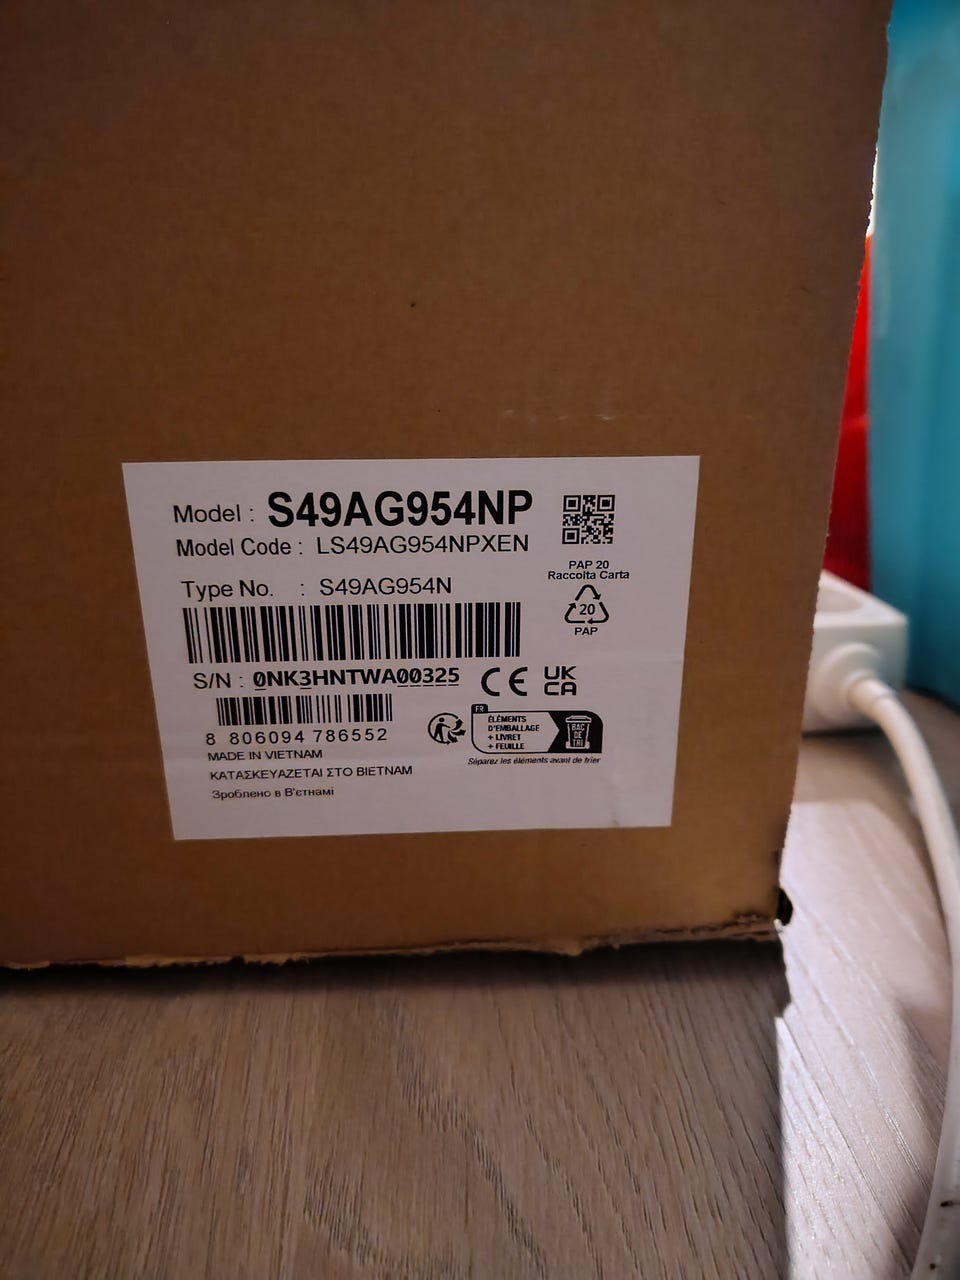 Model : S49AG954NP
Model Code : LS49AG954NPXEN
Type No. : S49AG954N
PAP 20
Raccolta Carta
20
PAP
S/N : 0NK3HNTWA00325
CE UK
CA
8 806094 786552
FR
ÉLÉMENTS
D'EMBALLAGE
+ LIVRET
+ FEUILLE
BAC
DE
TRI
Séparez les éléments avant de trier
MADE IN VIETNAM
ΚΑΤΑΣΚΕΥΑΖΕΤΑΙ ΣΤΟ ΒΙΕΤΝΑΜ
Зроблено в В'єтнамі